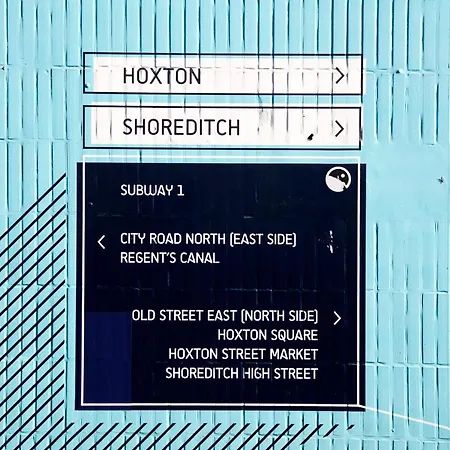 HOXTON
SHOREDITCH
SUBWAY 1
CITY ROAD NORTH (EAST SIDE)
REGENT'S CANAL
OLD STREET EAST (NORTH SIDE)
HOXTON SQUARE
HOXTON STREET MARKET
SHOREDITCH HIGH STREET